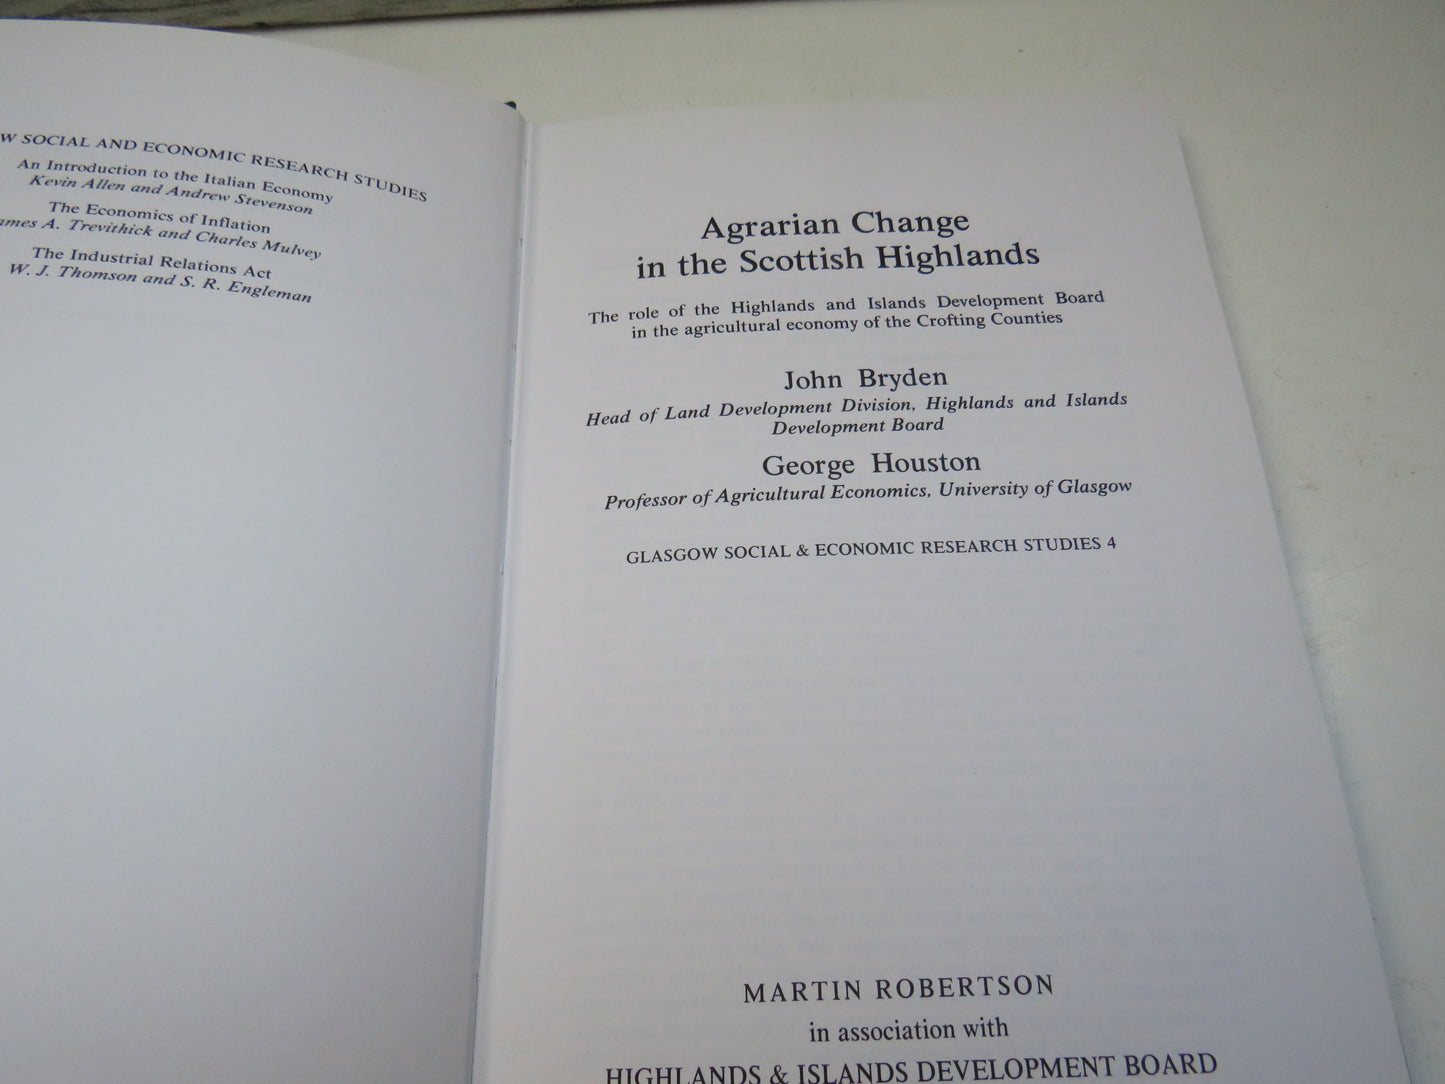 SOCIAL AND ECONOMIC RESEARCH STUDIES
An Introduction to the Italian Economy
Kevin Allen and Andrew Stevenson
The Economics of Inflation
A. Trevithick and Charles Mulvey
The Industrial Relations Act
W. J. Thomson and S. R. Engleman
Agrarian Change
in the Scottish Highlands
The role of the Highlands and Islands Development Board
in the agricultural economy of the Crofting Counties
John Bryden
Head of Land Development Division, Highlands and Islands
Development Board
George Houston
Professor of Agricultural Economics, University of Glasgow
GLASGOW SOCIAL & ECONOMIC RESEARCH STUDIES 4
MARTIN ROBERTSON
in association with
HIGHLANDS & ISLANDS DEVELOPMENT BOARD